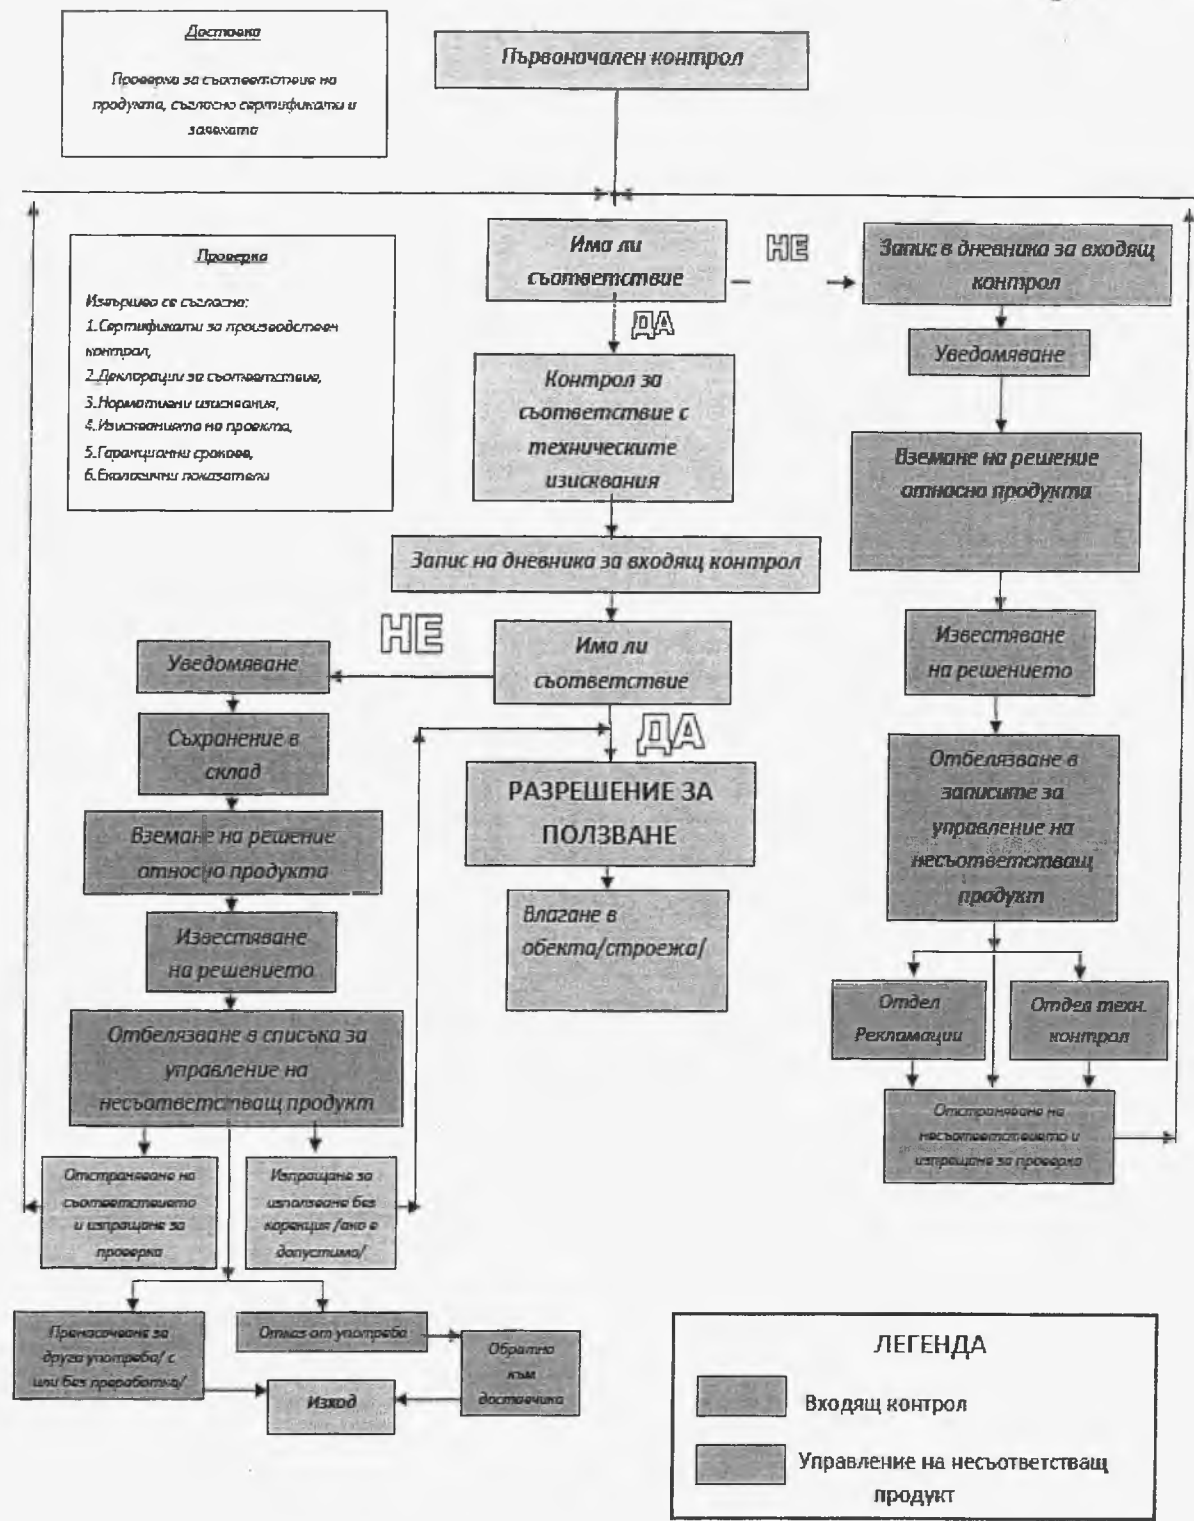 Доставка
Проверка за съответствие на
продукта, съгласно сертификати и
заявката
Първоначален контрол
Проверка
Извършва се съгласно:
1.Сертификати за производствен
контрол,
2.Декларации за съответствие,
3.Нормативни изисквания,
4.Изискванията на проекта,
5.Гаранционни срокове,
6.Екологични показатели
Има ли
съответствие
НЕ
Запис в дневника за входящ
контрол
ДА
Уведомяване
Контрол за
съответствие с
техническите
изисквания
Вземане на решение
относно продукта
Запис на дневника за входящ контрол
НЕ
Има ли
съответствие
Известяване
на решението
Уведомяване
Съхранение в
склад
ДА
РАЗРЕШЕНИЕ ЗА
ПОЛЗВАНЕ
Отбелязване в
записите за
управление на
несъответстващ
продукт
Вземане на решение
относно продукта
Влагане в
обекта/строежа/
Известяване
на решението
Отдел
Рекламации
Отдел техн.
контрол
Отбелязване в списъка за
управление на
несъответстващ продукт
Отстраняване на
несъответствието и
изпращане за проверка
Отстраняване на
съответствието
и изпращане за
проверка
Изпращане за
използване без
корекция /ако е
допустимо/
Пренасочване за
друга употреба/ с
или без преработка/
Отказ от употреба
Обратно
към
доставчика
Изход
ЛЕГЕНДА
Входящ контрол
Управление на несъответстващ
продукт